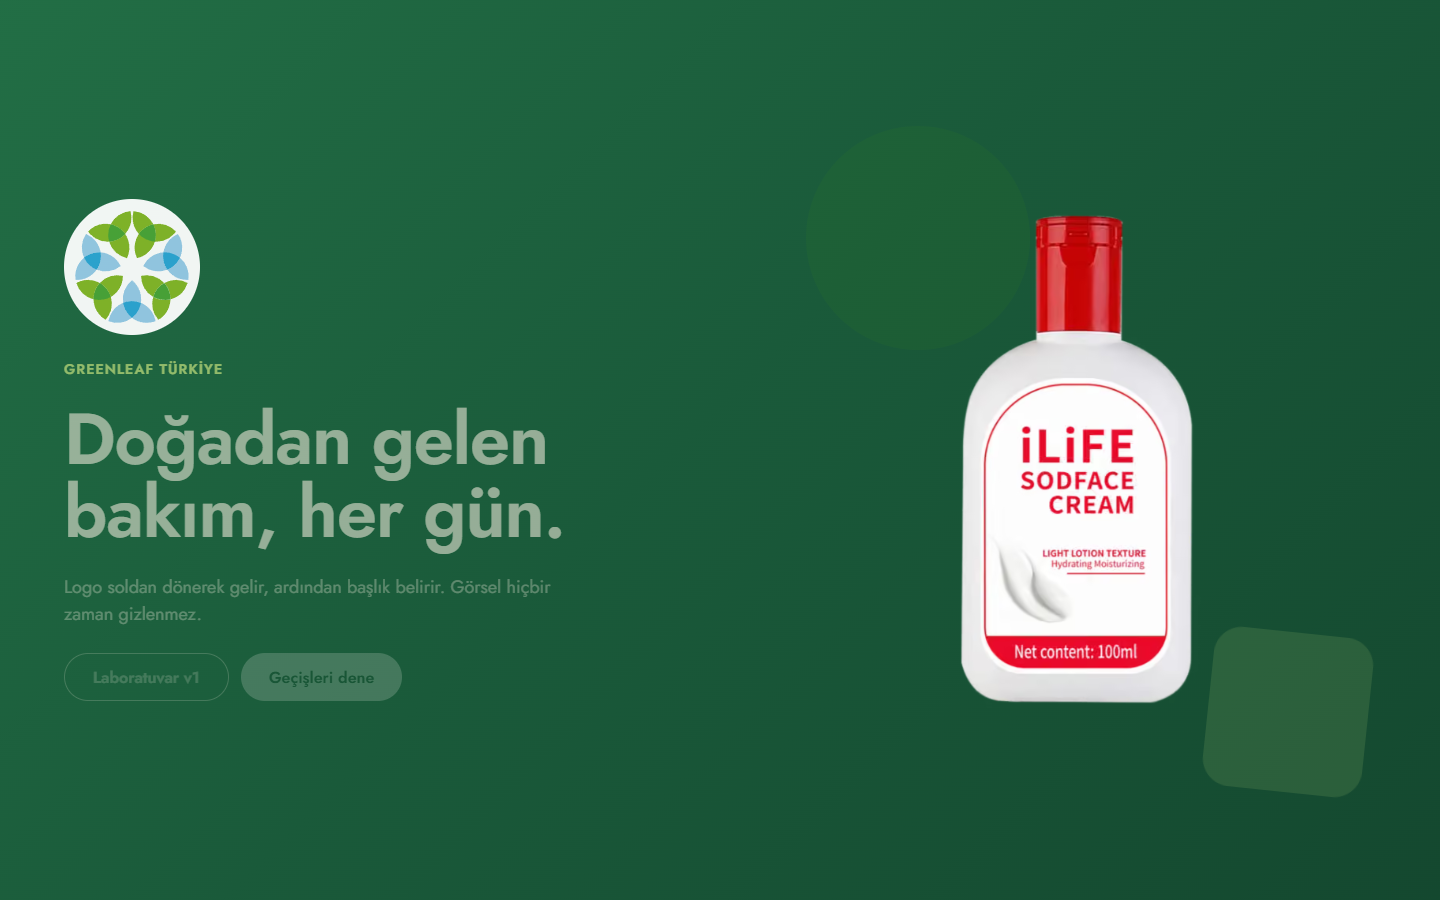 GREENLEAF TÜRKİYE
Doğadan gelen
bakım, her gün.
Logo soldan dönerek gelir, ardından başlık belirir. Görsel hiçbir
zaman gizlenmez.
Laboratuvar v1
Geçişleri dene
iLiFE
SODFACE
CREAM
LIGHT LOTION TEXTURE
Hydrating Moisturizing
Net content: 100ml